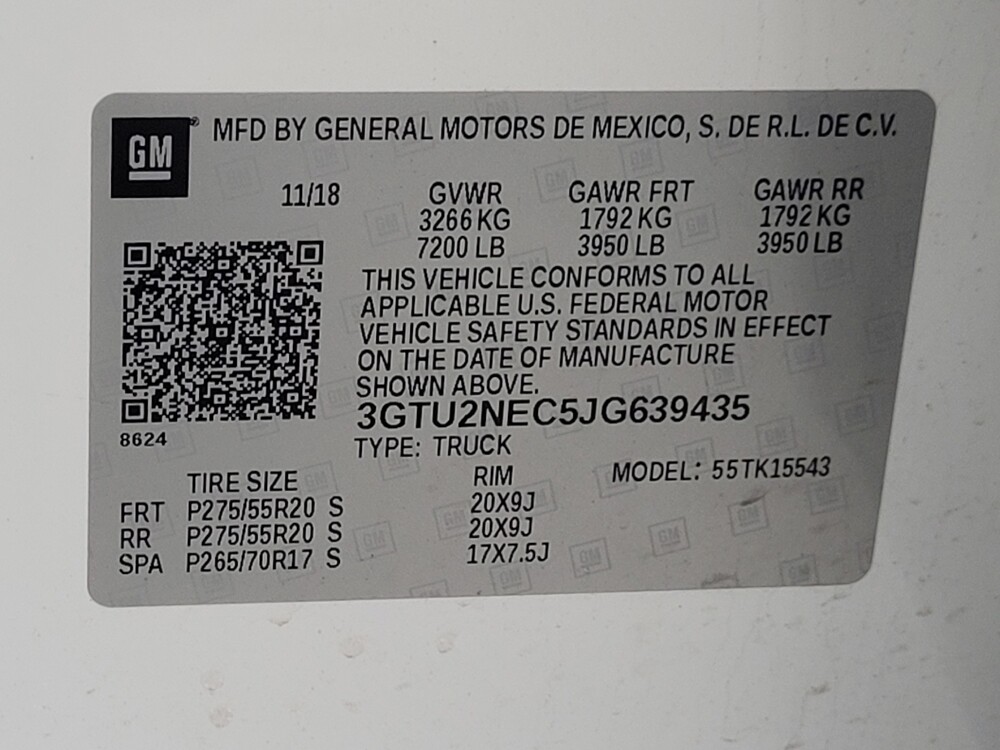 GM MFD BY GENERAL MOTORS DE MEXICO, S. DE R.L. DE C.V.
11/18 GVWR GAWR FRT GAWR RR
3266 KG 1792 KG 1792 KG
7200 LB 3950 LB 3950 LB
THIS VEHICLE CONFORMS TO ALL
APPLICABLE U.S. FEDERAL MOTOR
VEHICLE SAFETY STANDARDS IN EFFECT
ON THE DATE OF MANUFACTURE
SHOWN ABOVE.
3GTU2NEC5JG639435
8624
TYPE: TRUCK
TIRE SIZE RIM MODEL: 55TK15543
FRT P275/55R20 S 20X9J
RR P275/55R20 S 20X9J
SPA P265/70R17 S 17X7.5J